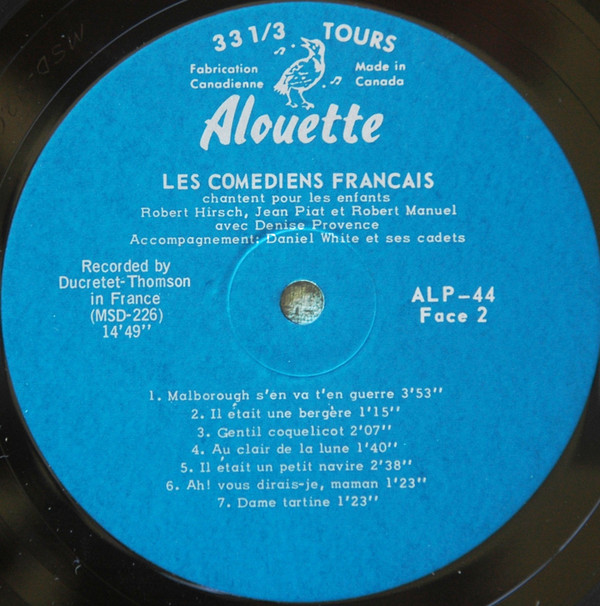 33 1/3 TOURS
Fabrication Canadienne
Made in Canada
Alouette
LES COMEDIENS FRANCAIS
chantent pour les enfants
Robert Hirsch, Jean Piat et Robert Manuel
avec Denise Provence
Accompagnement: Daniel White et ses cadets
Recorded by
Ducretet-Thomson
in France
(MSD-226)
14'49''
ALP-44
Face 2
1. Malborough s'en va t'en guerre 3'53''
2. Il était une bergère 1'15''
3. Gentil coquelicot 2'07''
4. Au clair de la lune 1'40''
5. Il était un petit navire 2'38''
6. Ah! vous dirais-je, maman 1'23''
7. Dame tartine 1'23''
MSD